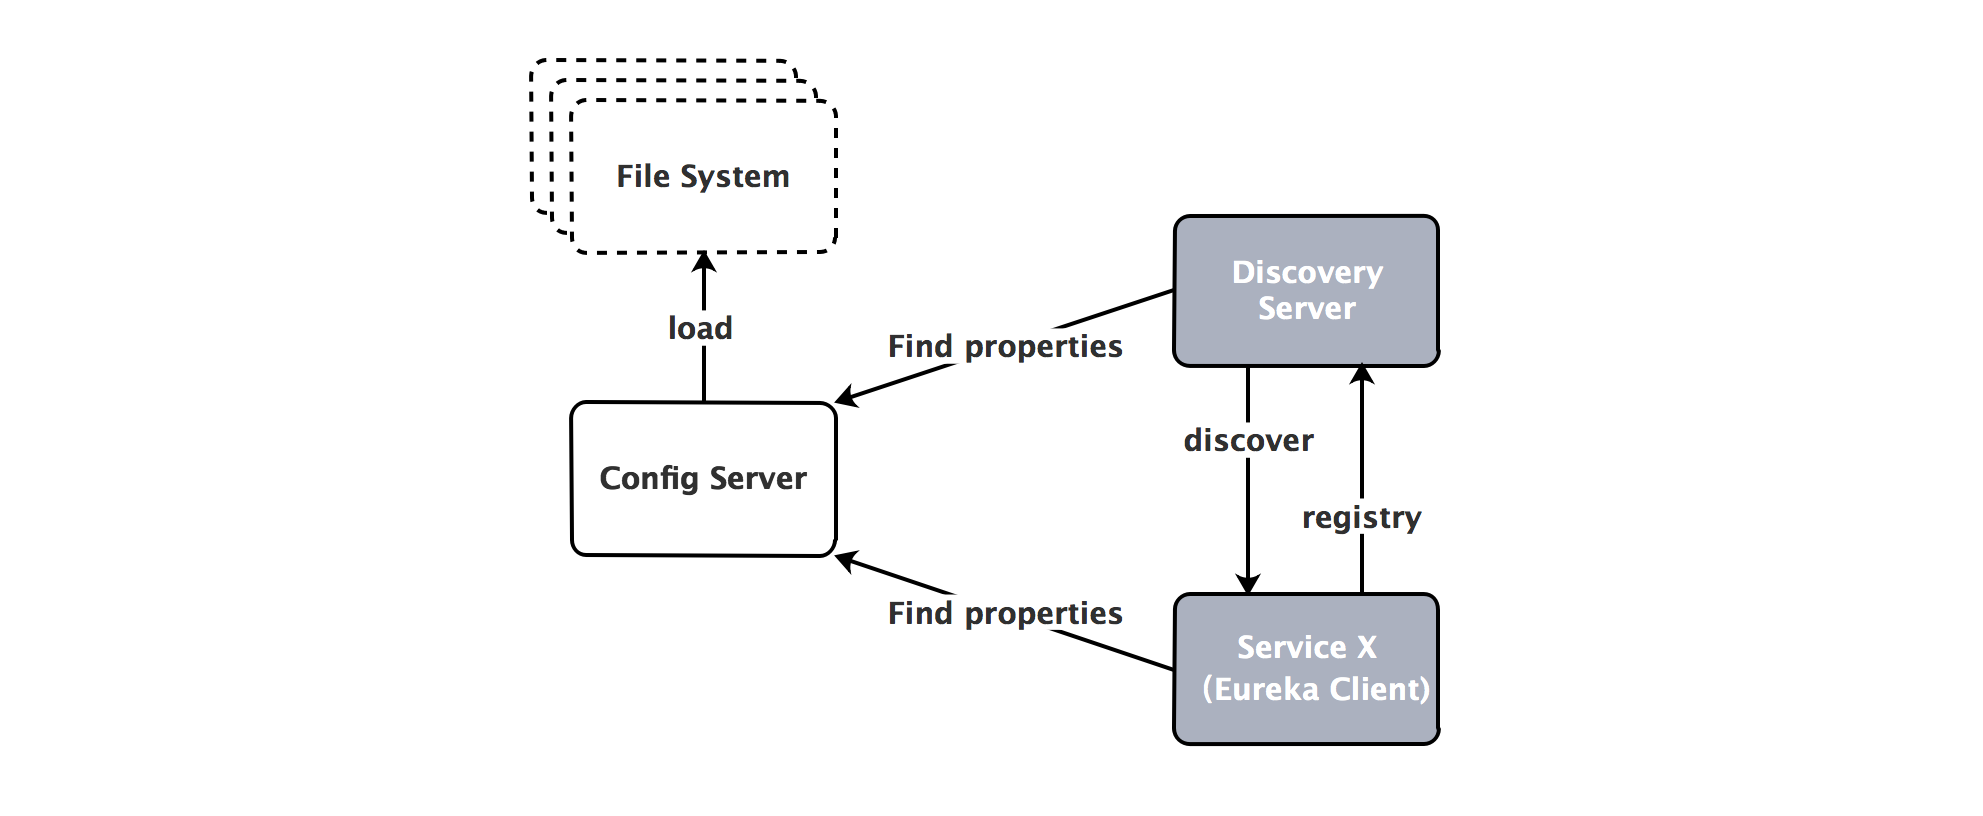 File System
load
Discovery
Server
Find properties
discover
Config Server
registry
Find properties
Service X
(Eureka Client)